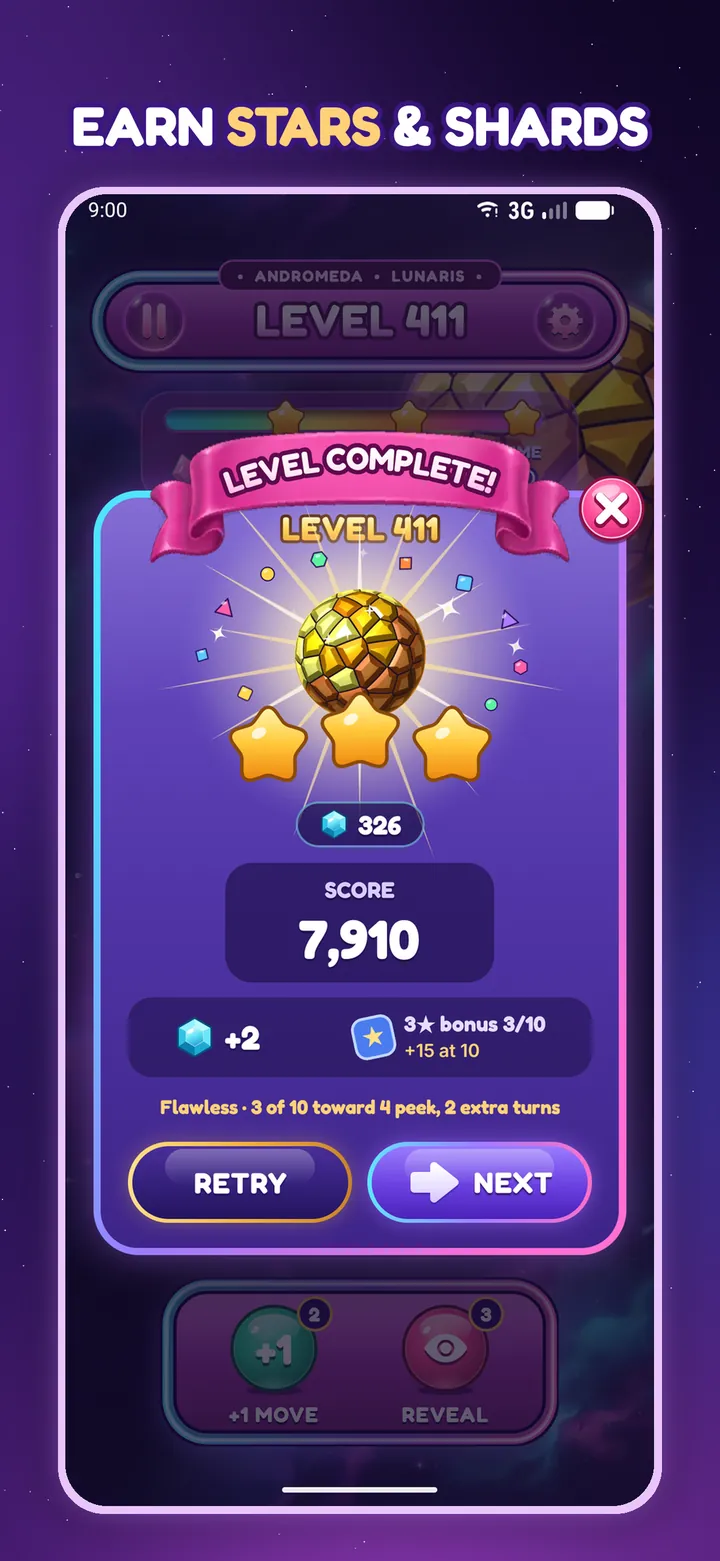 EARN STARS & SHARDS
9:00
3G
• ANDROMEDA • LUNARIS •
LEVEL 411
LEVEL COMPLETE!
LEVEL 411
326
SCORE
7,910
+2
3★ bonus 3/10
+15 at 10
Flawless · 3 of 10 toward 4 peek, 2 extra turns
RETRY
NEXT
2
3
+1
+1 MOVE
REVEAL